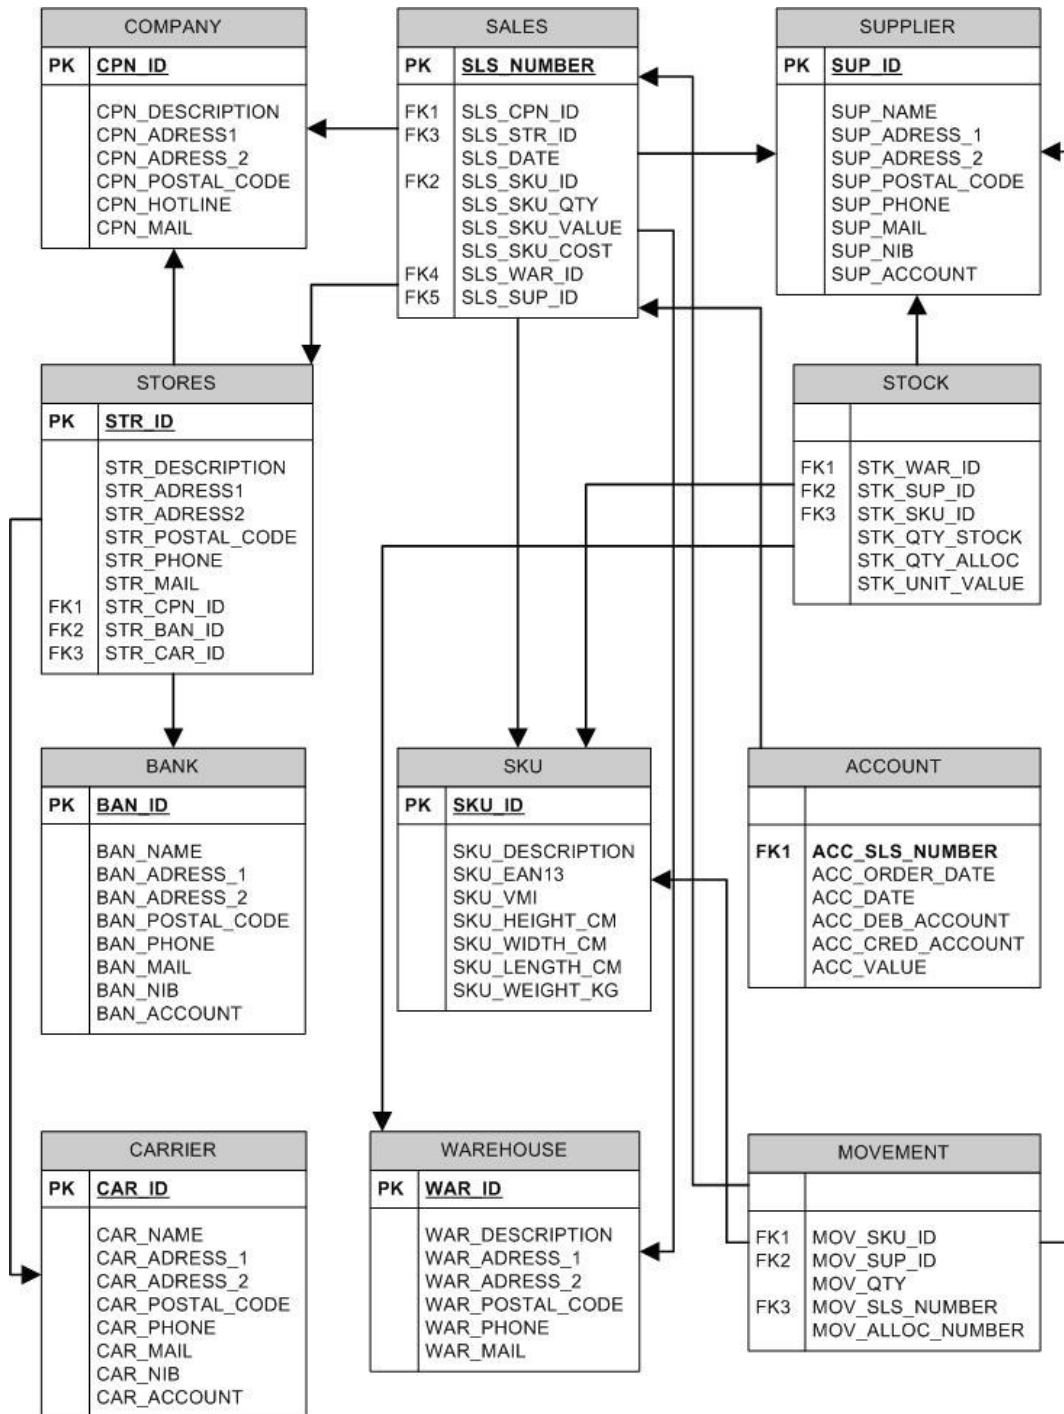 COMPANY
PK CPN_ID
CPN_DESCRIPTION
CPN_ADRESS1
CPN_ADRESS_2
CPN_POSTAL_CODE
CPN_HOTLINE
CPN_MAIL
SALES
PK SLS_NUMBER
FK1 SLS_CPN_ID
FK3 SLS_STR_ID
SLS_DATE
FK2 SLS_SKU_ID
SLS_SKU_QTY
SLS_SKU_VALUE
SLS_SKU_COST
FK4 SLS_WAR_ID
FK5 SLS_SUP_ID
SUPPLIER
PK SUP_ID
SUP_NAME
SUP_ADRESS_1
SUP_ADRESS_2
SUP_POSTAL_CODE
SUP_PHONE
SUP_MAIL
SUP_NIB
SUP_ACCOUNT
STORES
PK STR_ID
STR_DESCRIPTION
STR_ADRESS1
STR_ADRESS2
STR_POSTAL_CODE
STR_PHONE
STR_MAIL
FK1 STR_CPN_ID
FK2 STR_BAN_ID
FK3 STR_CAR_ID
STOCK
FK1 STK_WAR_ID
FK2 STK_SUP_ID
FK3 STK_SKU_ID
STK_QTY_STOCK
STK_QTY_ALLOC
STK_UNIT_VALUE
BANK
PK BAN_ID
BAN_NAME
BAN_ADRESS_1
BAN_ADRESS_2
BAN_POSTAL_CODE
BAN_PHONE
BAN_MAIL
BAN_NIB
BAN_ACCOUNT
SKU
PK SKU_ID
SKU_DESCRIPTION
SKU_EAN13
SKU_VMI
SKU_HEIGHT_CM
SKU_WIDTH_CM
SKU_LENGTH_CM
SKU_WEIGHT_KG
ACCOUNT
FK1 ACC_SLS_NUMBER
ACC_ORDER_DATE
ACC_DATE
ACC_DEB_ACCOUNT
ACC_CRED_ACCOUNT
ACC_VALUE
CARRIER
PK CAR_ID
CAR_NAME
CAR_ADRESS_1
CAR_ADRESS_2
CAR_POSTAL_CODE
CAR_PHONE
CAR_MAIL
CAR_NIB
CAR_ACCOUNT
WAREHOUSE
PK WAR_ID
WAR_DESCRIPTION
WAR_ADRESS_1
WAR_ADRESS_2
WAR_POSTAL_CODE
WAR_PHONE
WAR_MAIL
MOVEMENT
FK1 MOV_SKU_ID
FK2 MOV_SUP_ID
MOV_QTY
FK3 MOV_SLS_NUMBER
MOV_ALLOC_NUMBER